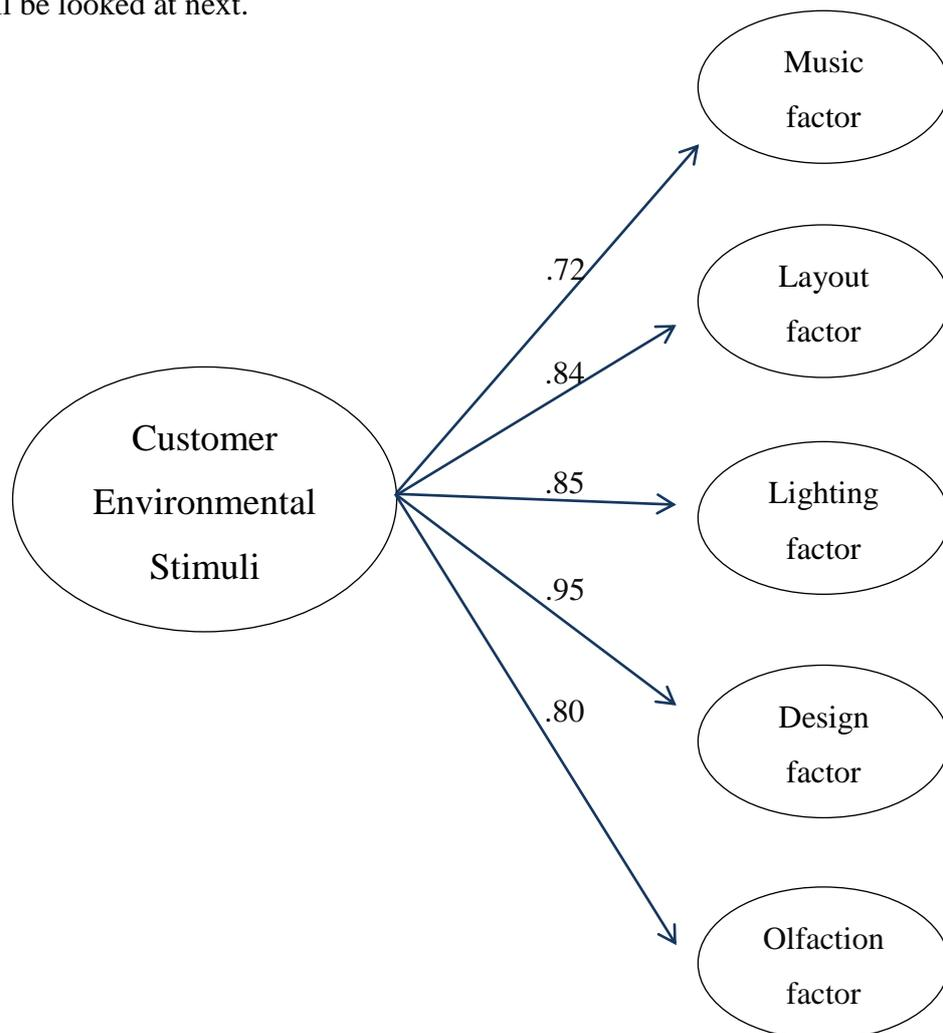 be looked at next.
Music
factor
.72
Layout
factor
.84
Customer
Environmental
Stimuli
.85
Lighting
factor
.95
Design
factor
.80
Olfaction
factor